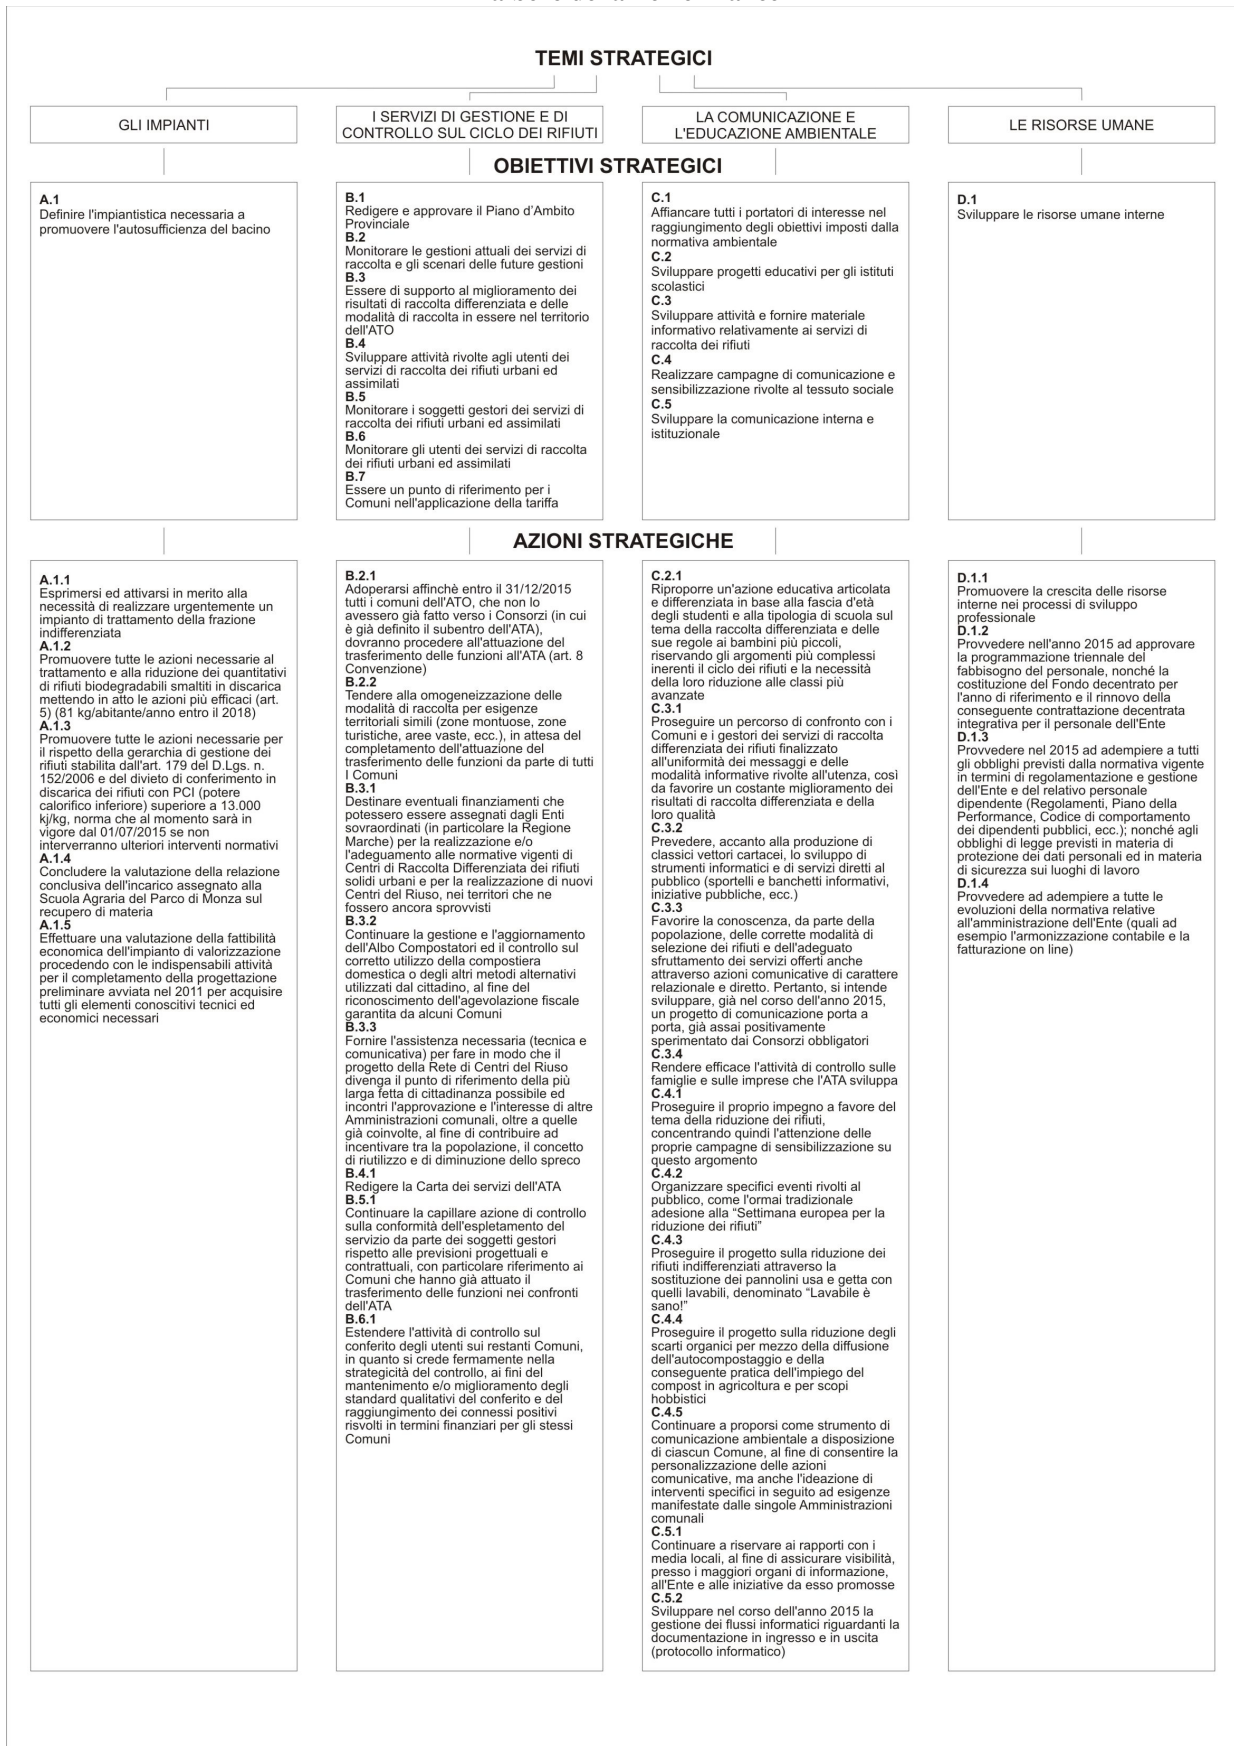 TEMI STRATEGICI
GLI IMPIANTI
I SERVIZI DI GESTIONE E DI
CONTROLLO SUL CICLO DEI RIFIUTI
LA COMUNICAZIONE E
L'EDUCAZIONE AMBIENTALE
LE RISORSE UMANE
OBIETTIVI STRATEGICI
A.1
Definire l'impiantistica necessaria a
promuovere l'autosufficienza del bacino
B.1
Redigere e approvare il Piano d'Ambito
Provinciale
B.2
Monitorare le gestioni attuali dei servizi di
raccolta e gli scenari delle future gestioni
B.3
Essere di supporto al miglioramento dei
risultati di raccolta differenziata e delle
modalità di raccolta in essere nel territorio
dell'ATO
B.4
Sviluppare attività rivolte agli utenti dei
servizi di raccolta dei rifiuti urbani ed
assimilati
B.5
Monitorare i soggetti gestori dei servizi di
raccolta dei rifiuti urbani ed assimilati
B.6
Monitorare gli utenti dei servizi di raccolta
dei rifiuti urbani ed assimilati
B.7
Essere un punto di riferimento per i
Comuni nell'applicazione della tariffa
C.1
Affiancare tutti i portatori di interesse nel
raggiungimento degli obiettivi imposti dalla
normativa ambientale
C.2
Sviluppare progetti educativi per gli istituti
scolastici
C.3
Sviluppare attività e fornire materiale
informativo relativamente ai servizi di
raccolta dei rifiuti
C.4
Realizzare campagne di comunicazione e
sensibilizzazione rivolte al tessuto sociale
C.5
Sviluppare la comunicazione interna e
istituzionale
D.1
Sviluppare le risorse umane interne
AZIONI STRATEGICHE
A.1.1
Esprimersi ed attivarsi in merito alla
necessità di realizzare urgentemente un
impianto di trattamento della frazione
indifferenziata
A.1.2
Promuovere tutte le azioni necessarie al
trattamento e alla riduzione dei quantitativi
di rifiuti biodegradabili smaltiti in discarica
mettendo in atto le azioni più efficaci (art.
5) (81 kg/abitante/anno entro il 2018)
A.1.3
Promuovere tutte le azioni necessarie per
il rispetto della gerarchia di gestione dei
rifiuti stabilita dall'art. 179 del D.Lgs. n.
152/2006 e del divieto di conferimento in
discarica dei rifiuti con PCI (potere
calorifico inferiore) superiore a 13.000
kj/kg, norma che al momento sarà in
vigore dal 01/07/2015 se non
interverranno ulteriori interventi normativi
A.1.4
Concludere la valutazione della relazione
conclusiva dell'incarico assegnato alla
Scuola Agraria del Parco di Monza sul
recupero di materia
A.1.5
Effettuare una valutazione della fattibilità
economica dell'impianto di valorizzazione
procedendo con le indispensabili attività
per il completamento della progettazione
preliminare avviata nel 2011 per acquisire
tutti gli elementi conoscitivi tecnici ed
economici necessari
B.2.1
Adoperarsi affinchè entro il 31/12/2015
tutti i comuni dell'ATO, che non lo
avessero già fatto verso i Consorzi (in cui
è già definito il subentro dell'ATA),
dovranno procedere all'attuazione del
trasferimento delle funzioni all'ATA (art. 8
Convenzione)
B.2.2
Tendere alla omogeneizzazione delle
modalità di raccolta per esigenze
territoriali simili (zone montuose, zone
turistiche, aree vaste, ecc.), in attesa del
completamento dell'attuazione del
trasferimento delle funzioni da parte di tutti
I Comuni
B.3.1
Destinare eventuali finanziamenti che
potessero essere assegnati dagli Enti
sovraordinati (in particolare la Regione
Marche) per la realizzazione e/o
l'adeguamento alle normative vigenti di
Centri di Raccolta Differenziata dei rifiuti
solidi urbani e per la realizzazione di nuovi
Centri del Riuso, nei territori che ne
fossero ancora sprovvisti
B.3.2
Continuare la gestione e l'aggiornamento
dell'Albo Compostatori ed il controllo sul
corretto utilizzo della compostiera
domestica o degli altri metodi alternativi
utilizzati dal cittadino, al fine del
riconoscimento dell'agevolazione fiscale
garantita da alcuni Comuni
B.3.3
Fornire l'assistenza necessaria (tecnica e
comunicativa) per fare in modo che il
progetto della Rete di Centri del Riuso
divenga il punto di riferimento della più
larga fetta di cittadinanza possibile ed
incontri l'approvazione e l'interesse di altre
Amministrazioni comunali, oltre a quelle
già coinvolte, al fine di contribuire ad
incentivare tra la popolazione, il concetto
di riutilizzo e di diminuzione dello spreco
B.4.1
Redigere la Carta dei servizi dell'ATA
B.5.1
Continuare la capillare azione di controllo
sulla conformità dell'espletamento del
servizio da parte dei soggetti gestori
rispetto alle previsioni progettuali e
contrattuali, con particolare riferimento ai
Comuni che hanno già attuato il
trasferimento delle funzioni nei confronti
dell'ATA
B.6.1
Estendere l'attività di controllo sul
conferito degli utenti sui restanti Comuni,
in quanto si crede fermamente nella
strategicità del controllo, ai fini del
mantenimento e/o miglioramento degli
standard qualitativi del conferito e del
raggiungimento dei connessi positivi
risvolti in termini finanziari per gli stessi
Comuni
C.2.1
Riproporre un'azione educativa articolata
e differenziata in base alla fascia d'età
degli studenti e alla tipologia di scuola sul
tema della raccolta differenziata e delle
sue regole ai bambini più piccoli,
riservando gli argomenti più complessi
inerenti il ciclo dei rifiuti e la necessità
della loro riduzione alle classi più
avanzate
C.3.1
Proseguire un percorso di confronto con i
Comuni e i gestori dei servizi di raccolta
differenziata dei rifiuti finalizzato
all'uniformità dei messaggi e delle
modalità informative rivolte all'utenza, così
da favorire un costante miglioramento dei
risultati di raccolta differenziata e della
loro qualità
C.3.2
Prevedere, accanto alla produzione di
classici vettori cartacei, lo sviluppo di
strumenti informatici e di servizi diretti al
pubblico (sportelli e banchetti informativi,
iniziative pubbliche, ecc.)
C.3.3
Favorire la conoscenza, da parte della
popolazione, delle corrette modalità di
selezione dei rifiuti e dell'adeguato
sfruttamento dei servizi offerti anche
attraverso azioni comunicative di carattere
relazionale e diretto. Pertanto, si intende
sviluppare, già nel corso dell'anno 2015,
un progetto di comunicazione porta a
porta, già assai positivamente
sperimentato dai Consorzi obbligatori
C.3.4
Rendere efficace l'attività di controllo sulle
famiglie e sulle imprese che l'ATA sviluppa
C.4.1
Proseguire il proprio impegno a favore del
tema della riduzione dei rifiuti,
concentrando quindi l'attenzione delle
proprie campagne di sensibilizzazione su
questo argomento
C.4.2
Organizzare specifici eventi rivolti al
pubblico, come l'ormai tradizionale
adesione alla “Settimana europea per la
riduzione dei rifiuti”
C.4.3
Proseguire il progetto sulla riduzione dei
rifiuti indifferenziati attraverso la
sostituzione dei pannolini usa e getta con
quelli lavabili, denominato “Lavabile è
sano!”
C.4.4
Proseguire il progetto sulla riduzione degli
scarti organici per mezzo della diffusione
dell'autocompostaggio e della
conseguente pratica dell'impiego del
compost in agricoltura e per scopi
hobbistici
C.4.5
Continuare a proporsi come strumento di
comunicazione ambientale a disposizione
di ciascun Comune, al fine di consentire la
personalizzazione delle azioni
comunicative, ma anche l'ideazione di
interventi specifici in seguito ad esigenze
manifestate dalle singole Amministrazioni
comunali
C.5.1
Continuare a riservare ai rapporti con i
media locali, al fine di assicurare visibilità,
presso i maggiori organi di informazione,
all'Ente e alle iniziative da esso promosse
C.5.2
Sviluppare nel corso dell'anno 2015 la
gestione dei flussi informatici riguardanti la
documentazione in ingresso e in uscita
(protocollo informatico)
D.1.1
Promuovere la crescita delle risorse
interne nei processi di sviluppo
professionale
D.1.2
Provvedere nell'anno 2015 ad approvare
la programmazione triennale del
fabbisogno del personale, nonché la
costituzione del Fondo decentrato per
l'anno di riferimento e il rinnovo della
conseguente contrattazione decentrata
integrativa per il personale dell'Ente
D.1.3
Provvedere nel 2015 ad adempiere a tutti
gli obblighi previsti dalla normativa vigente
in termini di regolamentazione e gestione
dell'Ente e del relativo personale
dipendente (Regolamenti, Piano della
Performance, Codice di comportamento
dei dipendenti pubblici, ecc.); nonché agli
obblighi di legge previsti in materia di
protezione dei dati personali ed in materia
di sicurezza sui luoghi di lavoro
D.1.4
Provvedere ad adempiere a tutte le
evoluzioni della normativa relative
all'amministrazione dell'Ente (quali ad
esempio l'armonizzazione contabile e la
fatturazione on line)